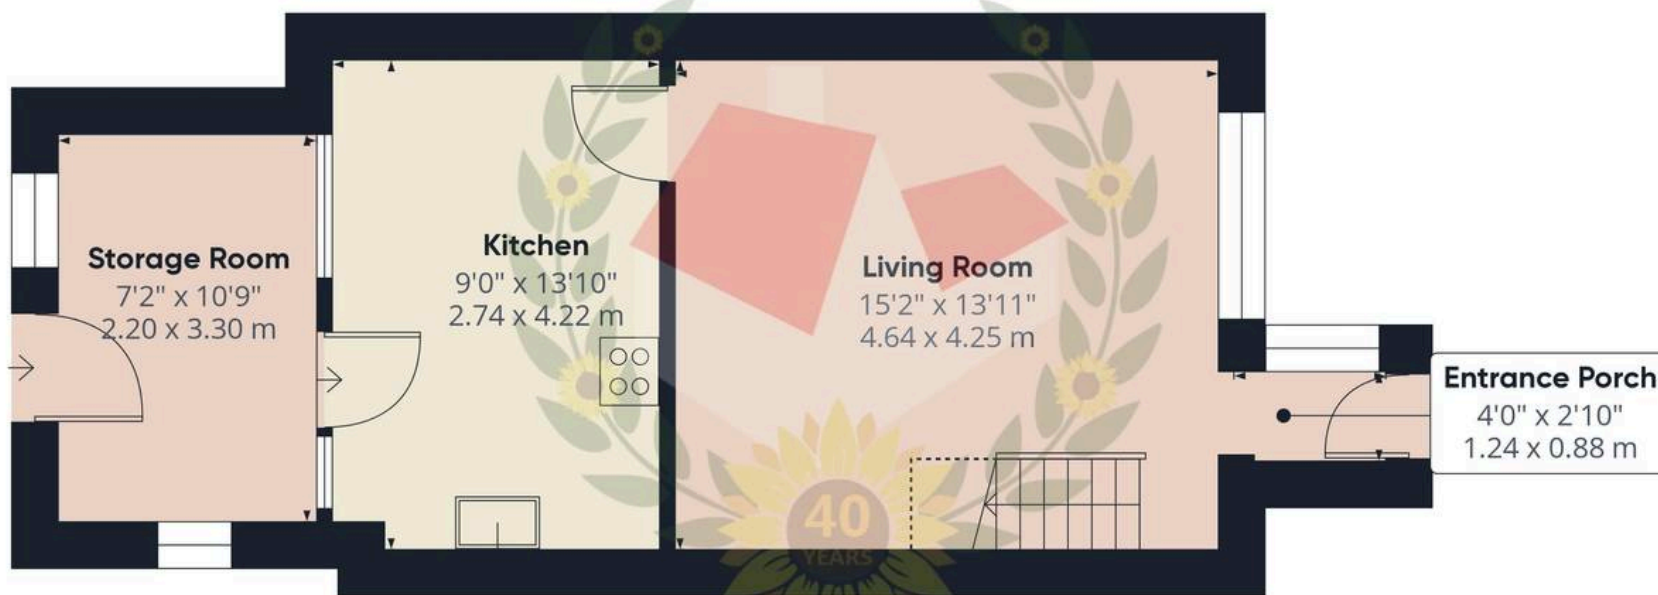 Storage Room
7'2" x 10'9"
2.20 x 3.30 m
Kitchen
9'0" x 13'10"
2.74 x 4.22 m
Living Room
15'2" x 13'11"
4.64 x 4.25 m
Entrance Porch
4'0" x 2'10"
1.24 x 0.88 m
40
YEARS